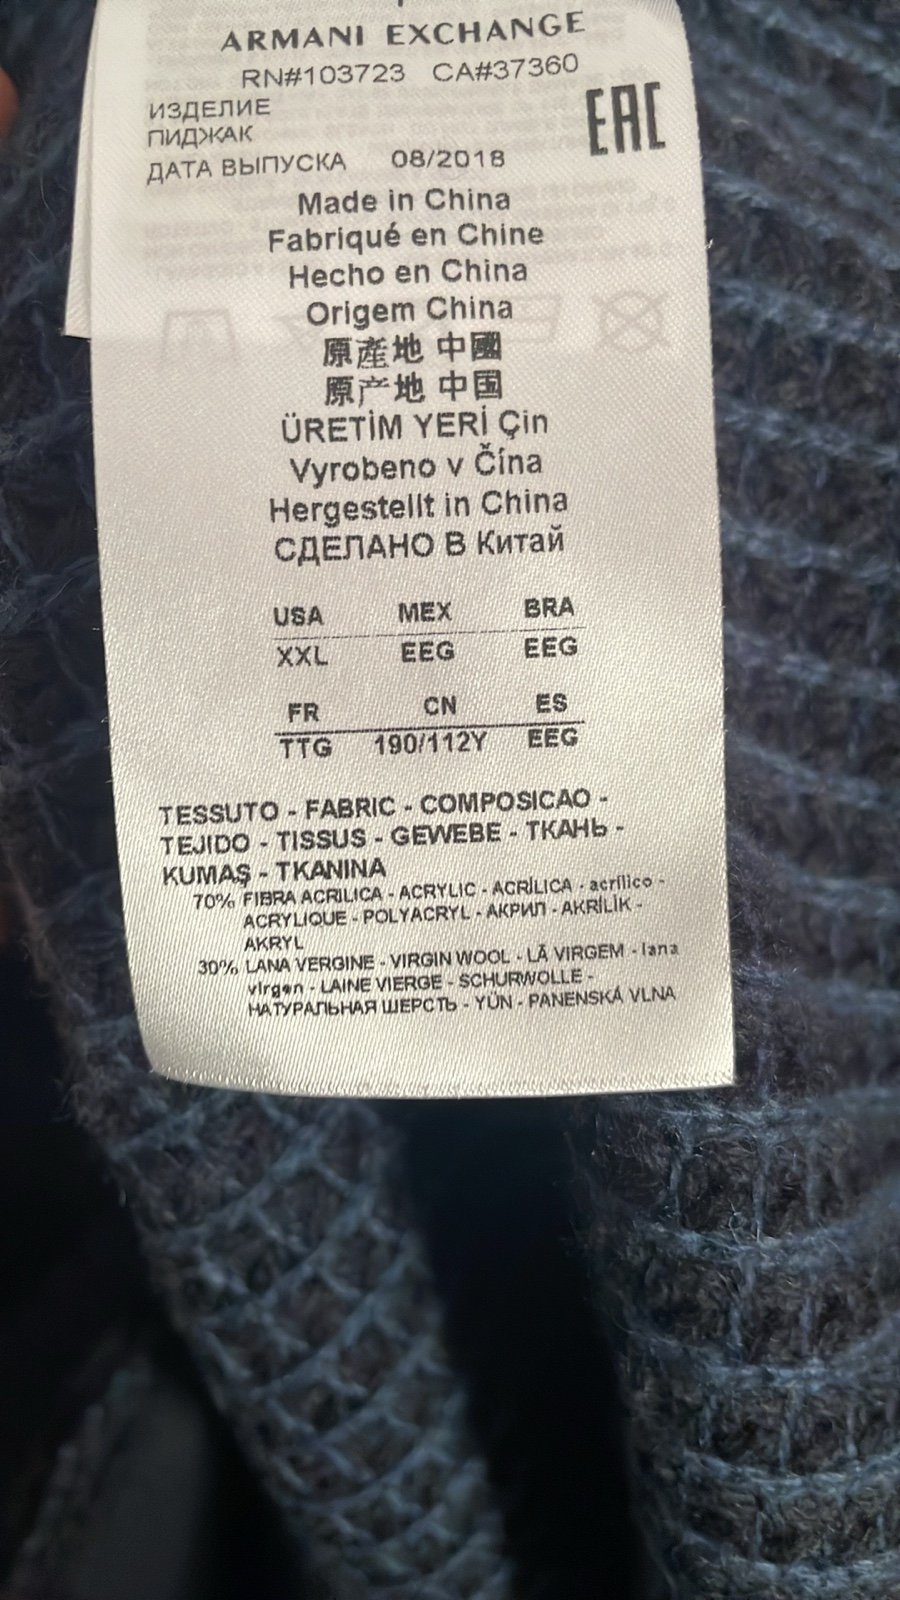 ARMANI EXCHANGE
RN#103723 CA#37360
ИЗДЕЛИЕ
ПИДЖАК
EAC
ДАТА ВЫПУСКА 08/2018
Made in China
Fabriqué en Chine
Hecho en China
Origem China
原產地 中國
原产地 中国
ÜRETİM YERİ Çin
Vyrobeno v Čína
Hergestellt in China
СДЕЛАНО В Китай
USA MEX BRA
XXL EEG EEG
FR CN ES
TTG 190/112Y EEG
TESSUTO - FABRIC - COMPOSICAO -
TEJIDO - TISSUS - GEWEBE - ТКАНЬ -
KUMAŞ - TKANINA
70% FIBRA ACRILICA - ACRYLIC - ACRÍLICA - acrílico -
ACRYLIQUE - POLYACRYL - АКРИЛ - AKRİLİK -
AKRYL
30% LANA VERGINE - VIRGIN WOOL - LÃ VIRGEM - lana
virgen - LAINE VIERGE - SCHURWOLLE -
НАТУРАЛЬНАЯ ШЕРСТЬ - YÜN - PANENSKÁ VLNA